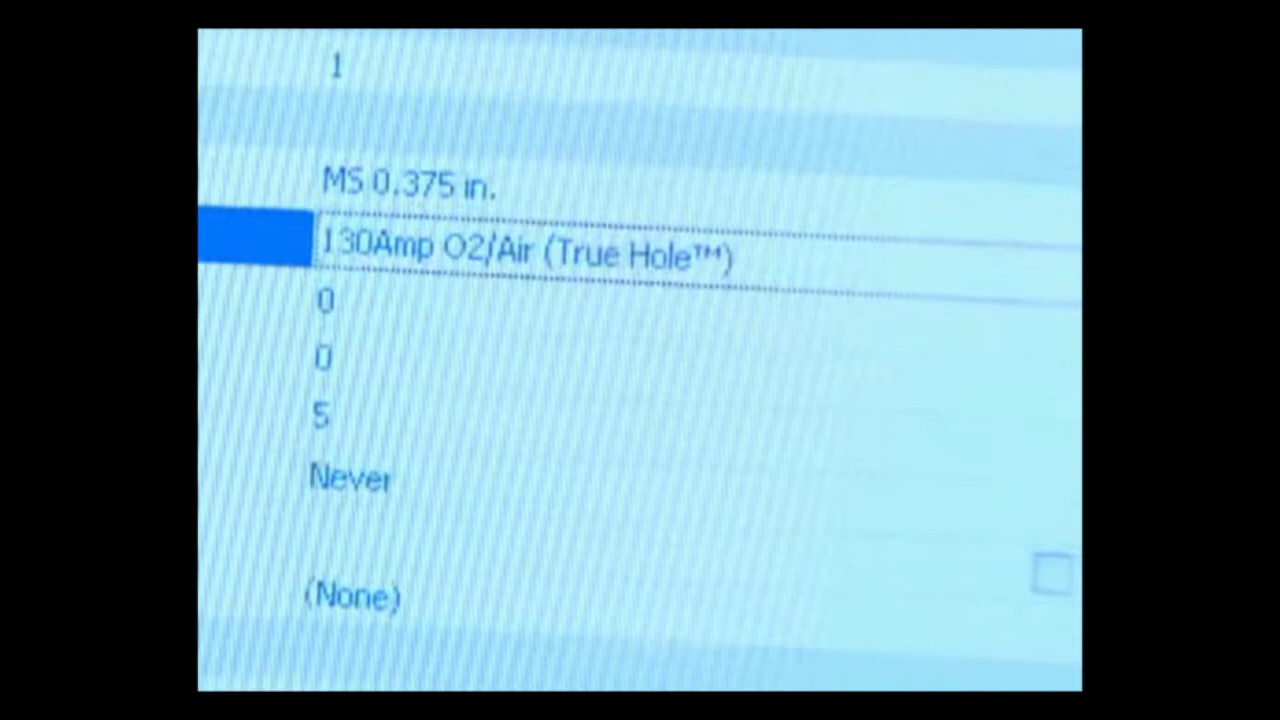 1
MS 0.375 in.
130Amp O2/Air (True Hole™)
0
0
5
Never
(None)